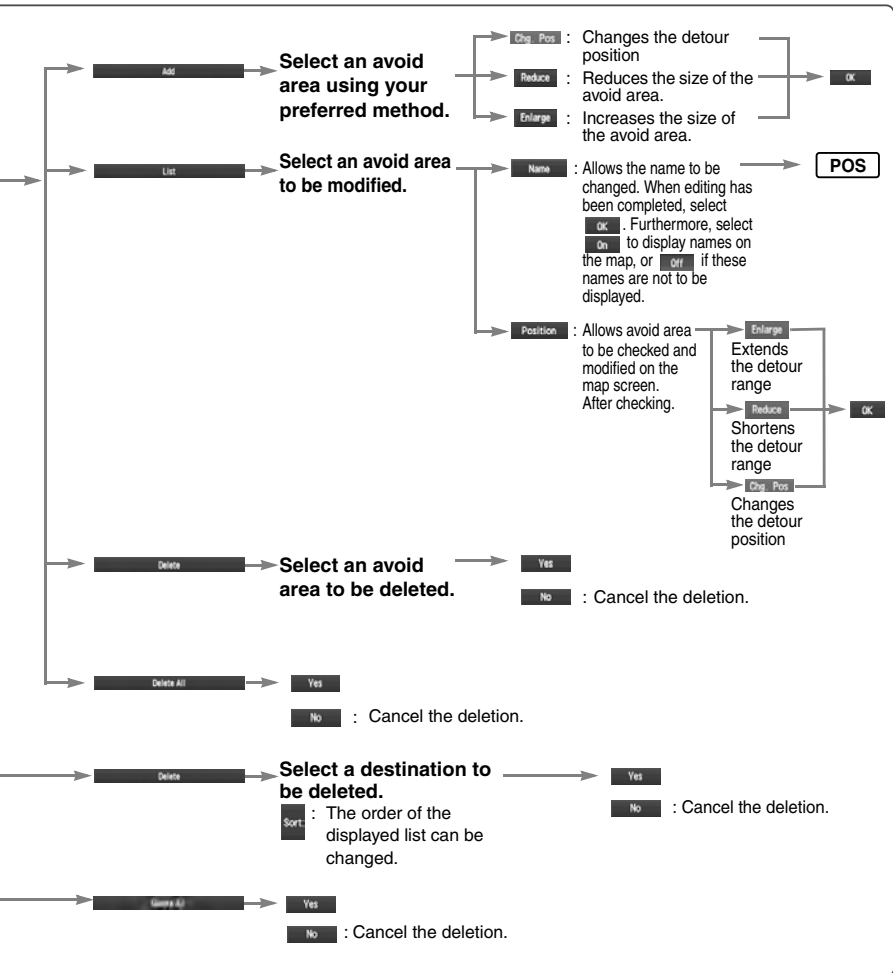 Add
Select an avoid
area using your
preferred method.
Chg. Pos : Changes the detour
position
Reduce : Reduces the size of the
avoid area.
Enlarge : Increases the size of
the avoid area.
OK
List
Select an avoid area
to be modified.
Name : Allows the name to be
changed. When editing has
been completed, select
OK . Furthermore, select
On to display names on
the map, or Off if these
names are not to be
displayed.
POS
Position : Allows avoid area
to be checked and
modified on the
map screen.
After checking.
Enlarge
Extends
the detour
range
Reduce
Shortens
the detour
range
Chg. Pos
Changes
the detour
position
OK
Delete
Select an avoid
area to be deleted.
Yes
No : Cancel the deletion.
Delete All
Yes
No : Cancel the deletion.
Delete
Select a destination to
be deleted.
Sort: : The order of the
displayed list can be
changed.
Yes
No : Cancel the deletion.
Yes
No : Cancel the deletion.